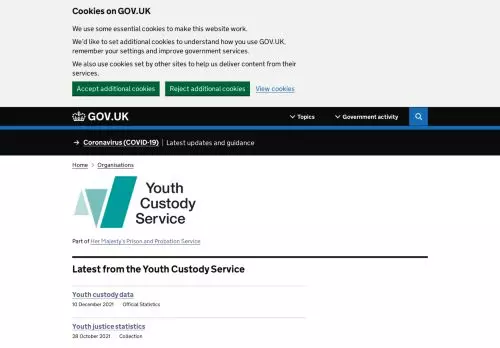 Cookies on GOV.UK
We use some essential cookies to make this website work.
We'd like to set additional cookies to understand how you use GOV.UK,
remember your settings and improve government services.
We also use cookies set by other sites to help us deliver content from their
services.
Accept additional cookies Reject additional cookies View cookies
GOV.UK Topics Government activity
Coronavirus (COVID-19) Latest updates and guidance
Home Organisations
Youth
Custody
Service
Part of Her Majesty's Prison and Probation Service
Latest from the Youth Custody Service
Youth custody data
10 December 2021 Official Statistics
Youth justice statistics
28 October 2021 Collection